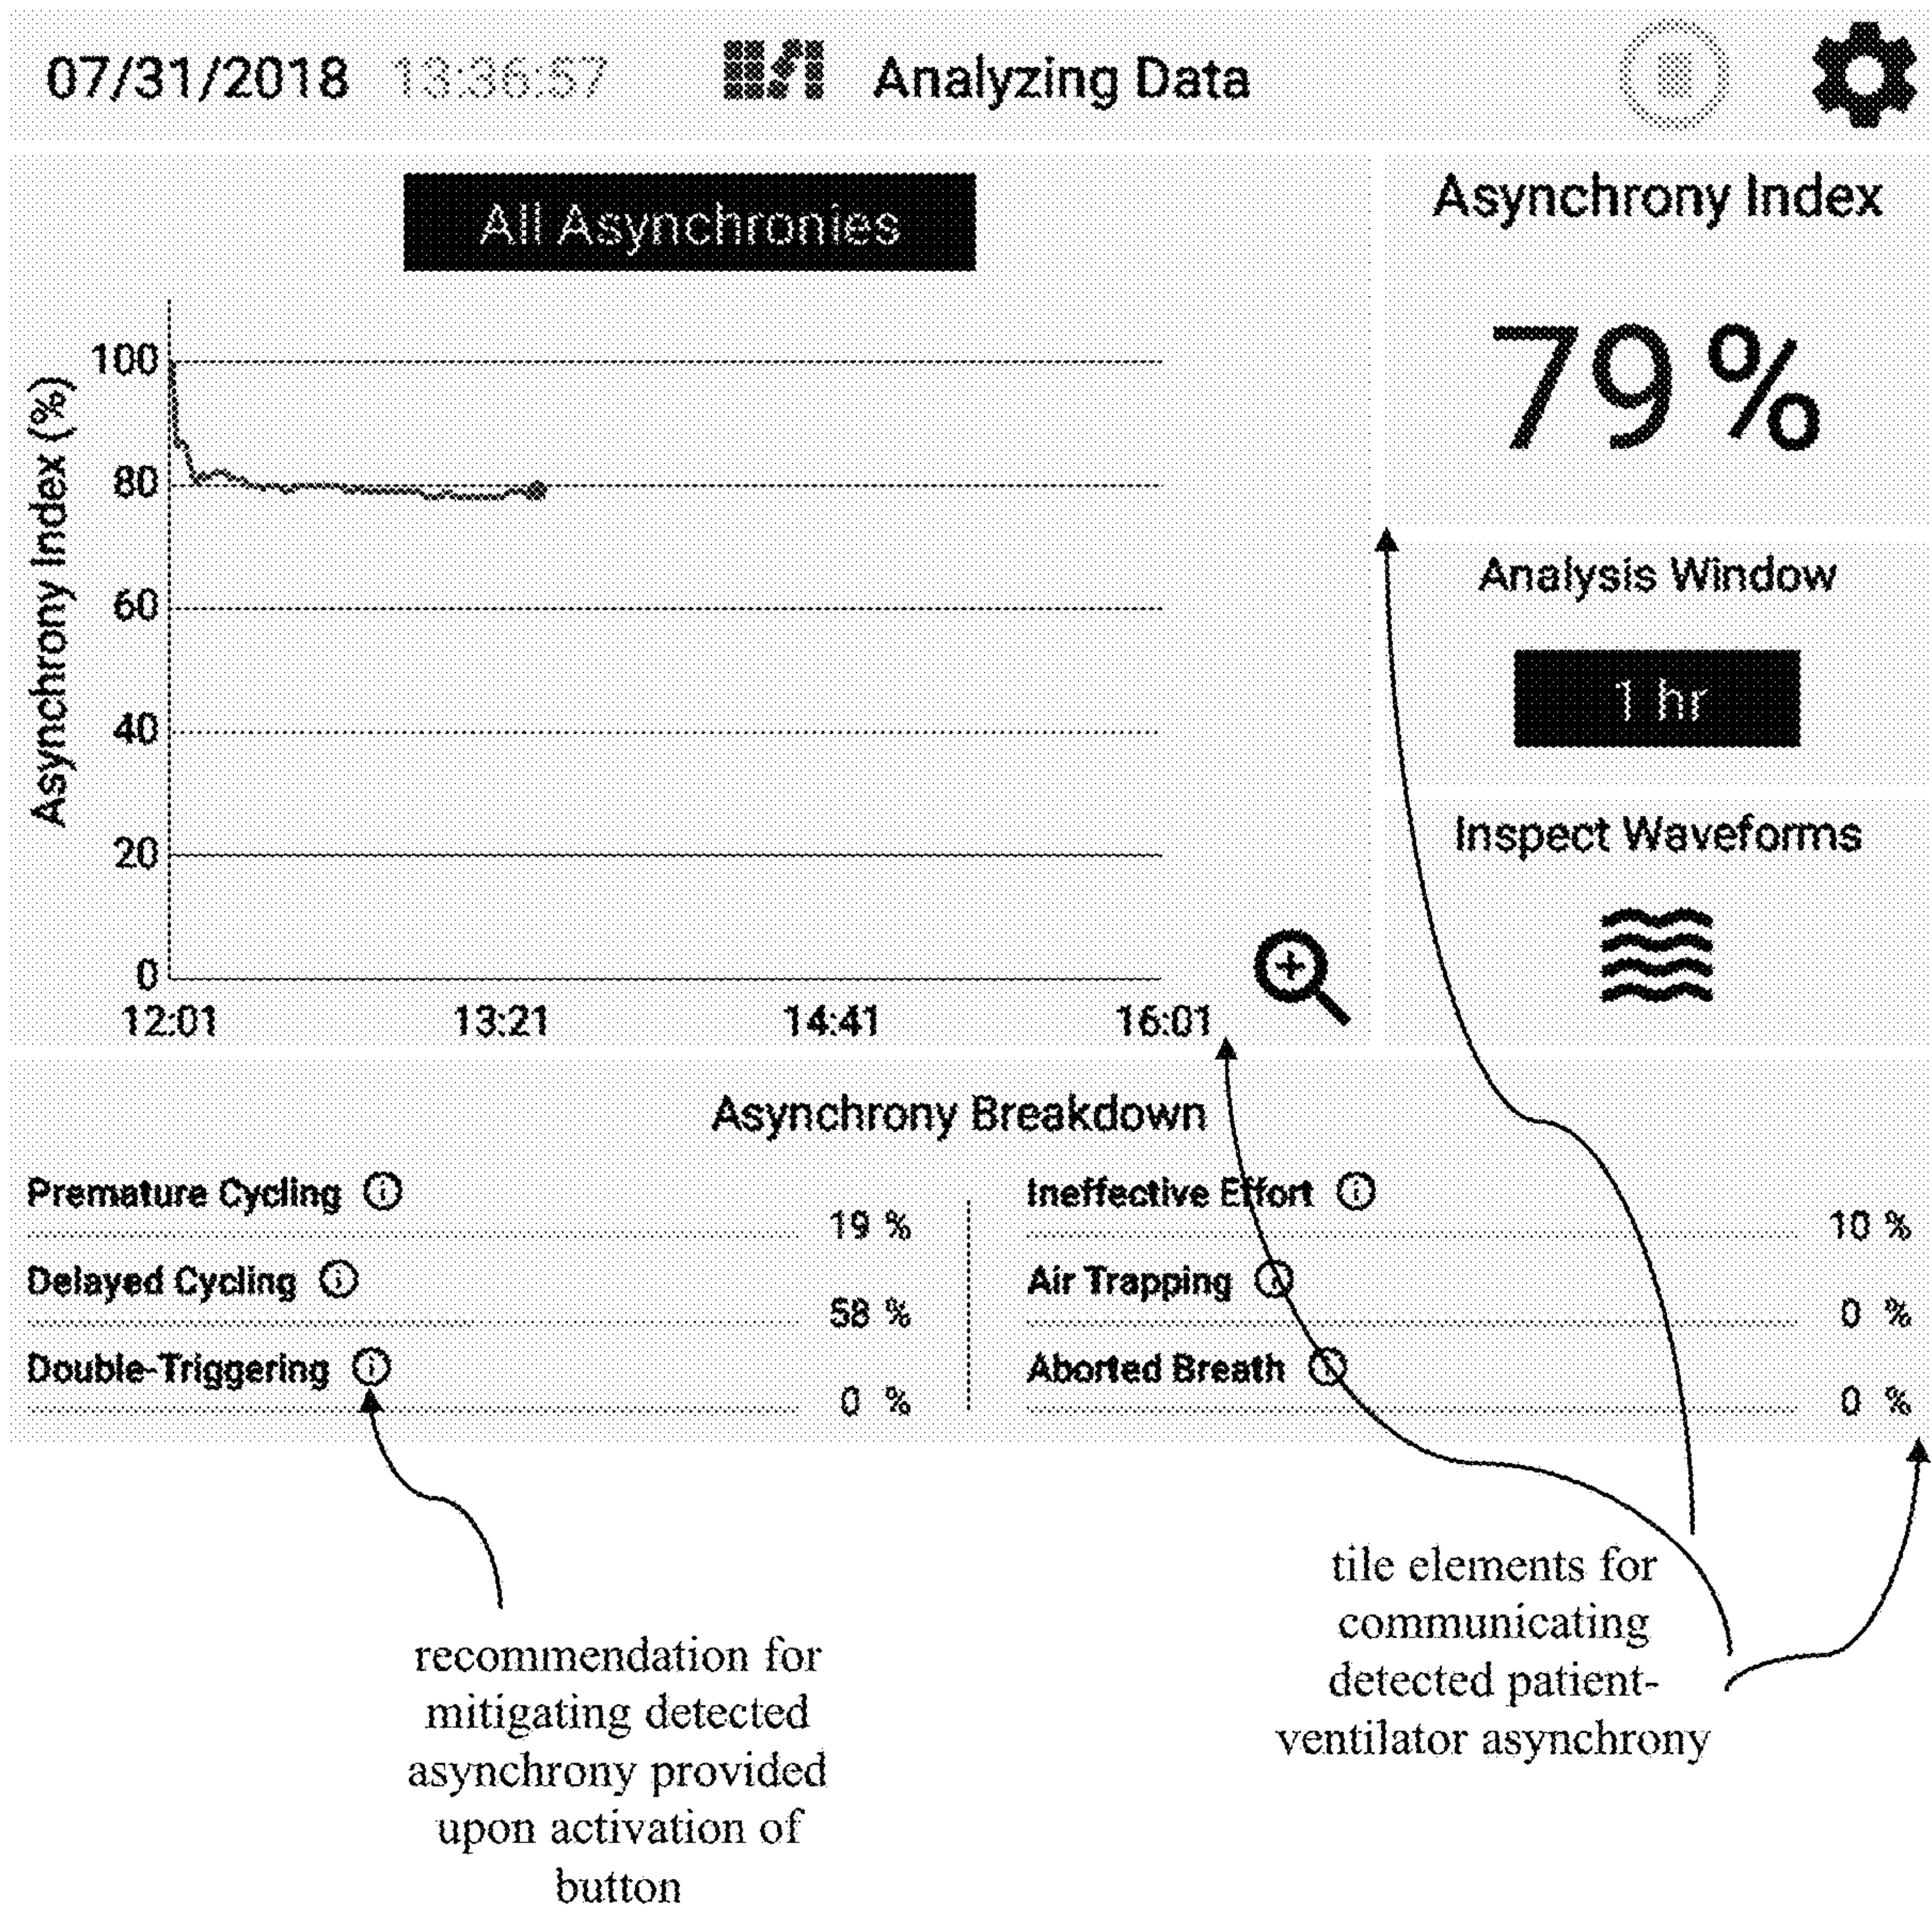 07/31/2018 13:36:57 Analyzing Data
All Asynchronies
Asynchrony Index (%)
100
80
60
40
20
0
12:01 13:21 14:41 16:01
Asynchrony Index
79%
Analysis Window
1 hr
Inspect Waveforms
Asynchrony Breakdown
Premature Cycling i
19 %
Delayed Cycling i
58 %
Double-Triggering i
0 %
Ineffective Effort i
10 %
Air Trapping
0 %
Aborted Breath
0 %
recommendation for
mitigating detected
asynchrony provided
upon activation of
button
tile elements for
communicating
detected patient-
ventilator asynchrony